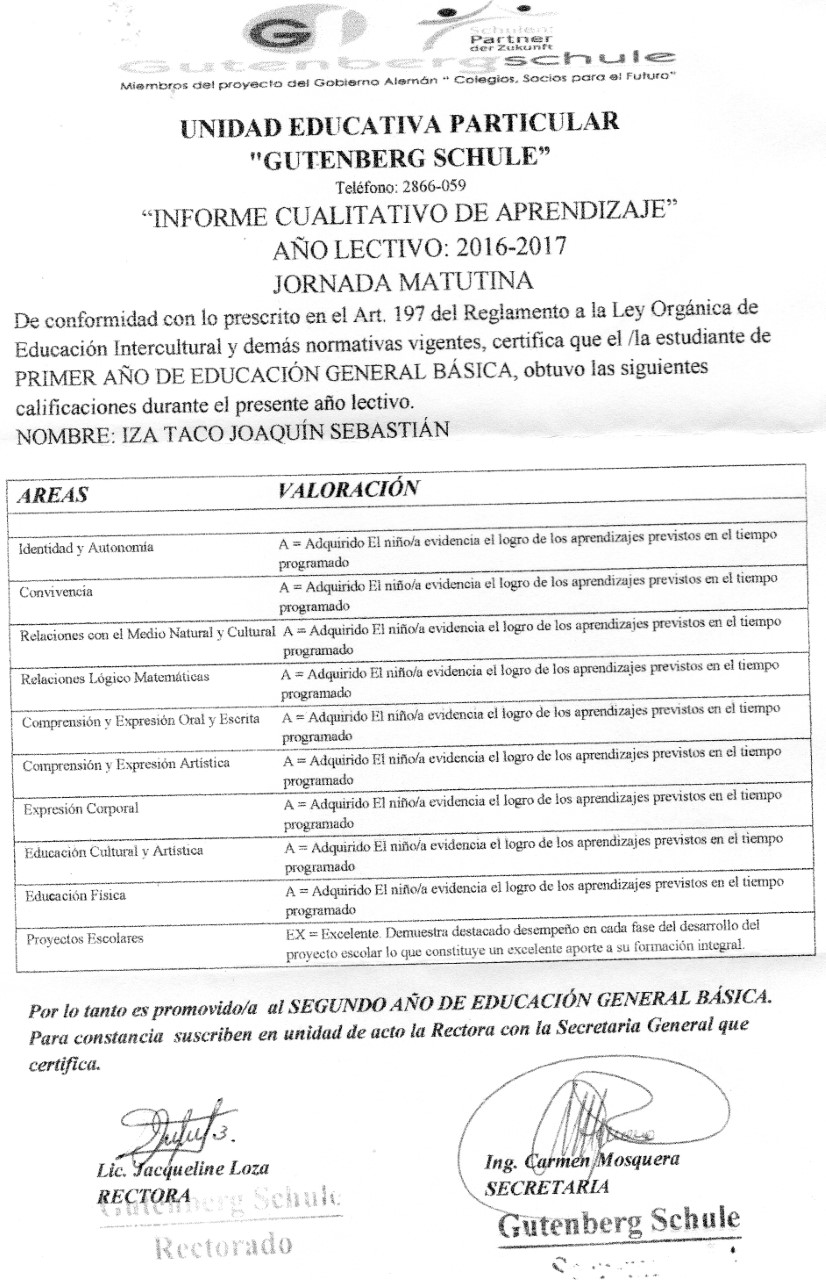 G
Schulen:
Partner
der Zukunft
Gutenbergschule
Miembros del proyecto del Gobierno Alemán " Colegios, Socios para el Futuro"
UNIDAD EDUCATIVA PARTICULAR
"GUTENBERG SCHULE”
Teléfono: 2866-059
“INFORME CUALITATIVO DE APRENDIZAJE”
AÑO LECTIVO: 2016-2017
JORNADA MATUTINA
De conformidad con lo prescrito en el Art. 197 del Reglamento a la Ley Orgánica de
Educación Intercultural y demás normativas vigentes, certifica que el /la estudiante de
PRIMER AÑO DE EDUCACIÓN GENERAL BÁSICA, obtuvo las siguientes
calificaciones durante el presente año lectivo.
NOMBRE: IZA TACO JOAQUÍN SEBASTIÁN
AREAS VALORACIÓN
Identidad y Autonomía A = Adquirido El niño/a evidencia el logro de los aprendizajes previstos en el tiempo
programado
Convivencia A = Adquirido El niño/a evidencia el logro de los aprendizajes previstos en el tiempo
programado
Relaciones con el Medio Natural y Cultural A = Adquirido El niño/a evidencia el logro de los aprendizajes previstos en el tiempo
programado
Relaciones Lógico Matemáticas A = Adquirido El niño/a evidencia el logro de los aprendizajes previstos en el tiempo
programado
Comprensión y Expresión Oral y Escrita A = Adquirido El niño/a evidencia el logro de los aprendizajes previstos en el tiempo
programado
Comprensión y Expresión Artística A = Adquirido El niño/a evidencia el logro de los aprendizajes previstos en el tiempo
programado
Expresión Corporal A = Adquirido El niño/a evidencia el logro de los aprendizajes previstos en el tiempo
programado
Educación Cultural y Artística A = Adquirido El niño/a evidencia el logro de los aprendizajes previstos en el tiempo
programado
Educación Física A = Adquirido El niño/a evidencia el logro de los aprendizajes previstos en el tiempo
programado
Proyectos Escolares EX = Excelente. Demuestra destacado desempeño en cada fase del desarrollo del
proyecto escolar lo que constituye un excelente aporte a su formación integral.
Por lo tanto es promovido/a al SEGUNDO AÑO DE EDUCACIÓN GENERAL BÁSICA.
Para constancia suscriben en unidad de acto la Rectora con la Secretaria General que
certifica.
Lic. Jacqueline Loza
RECTORA
Gutenberg Schule
Rectorado
Ing. Carmen Mosquera
SECRETARIA
Gutenberg Schule